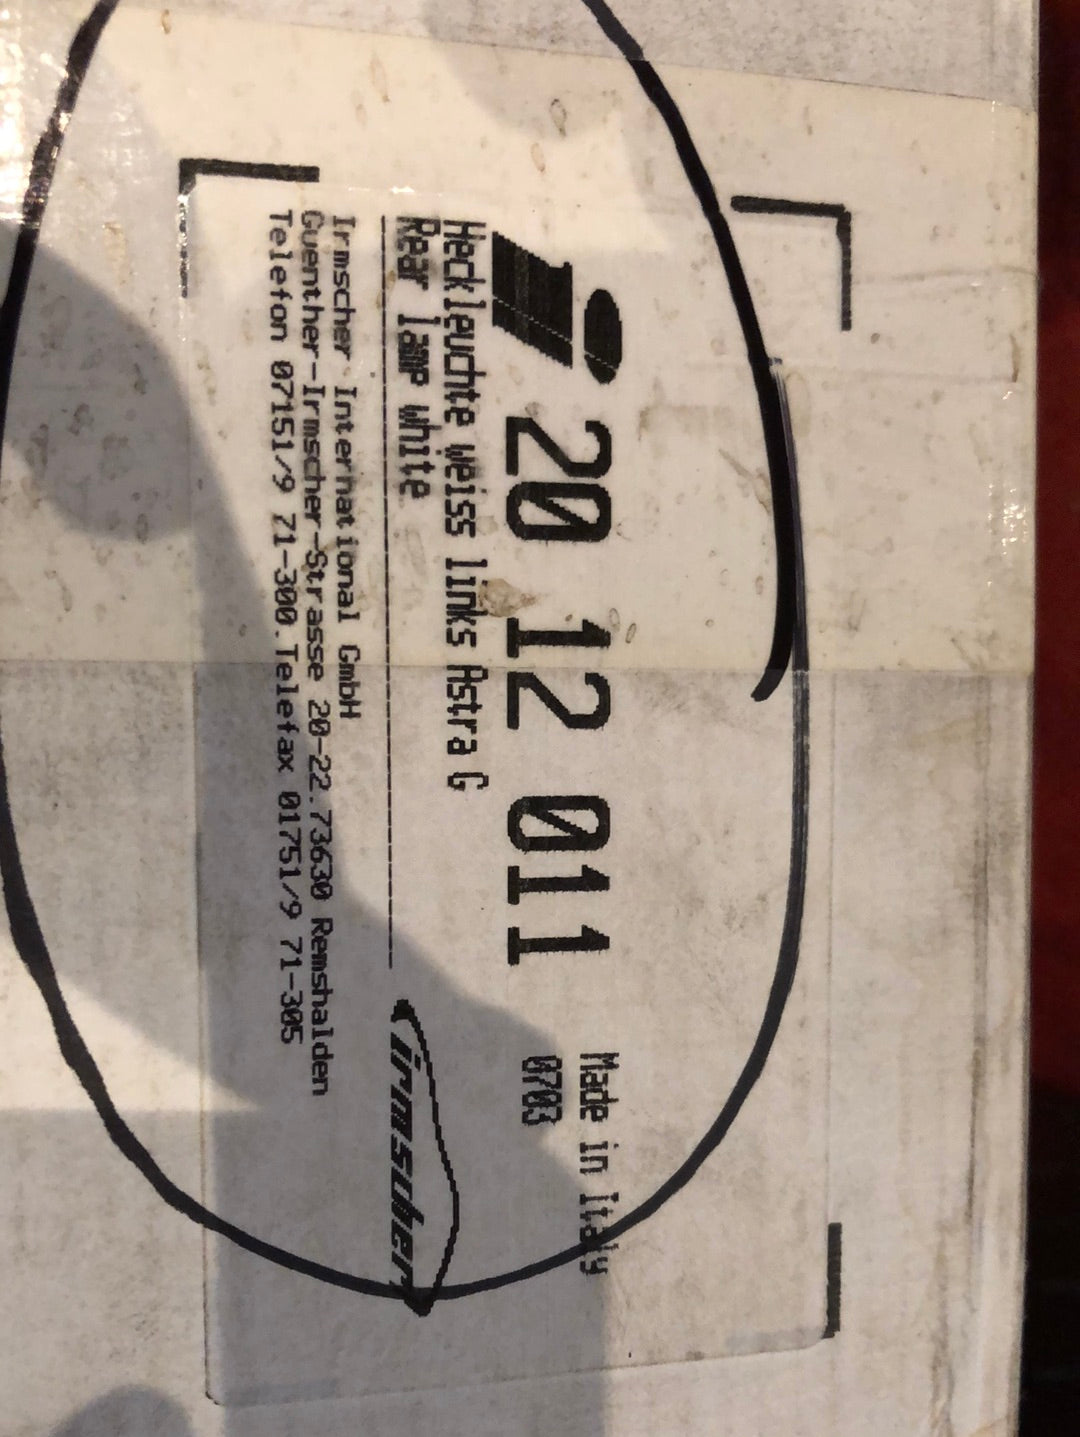 i 20 12 011
Made in Italy
0703
Heckleuchte weiss links Astra G
Rear lamp white
irmscher
Irmscher International GmbH
Guenther-Irmscher-Strasse 20-22.73630 Remshalden
Telefon 07151/9 71-300.Telefax 01751/9 71-305